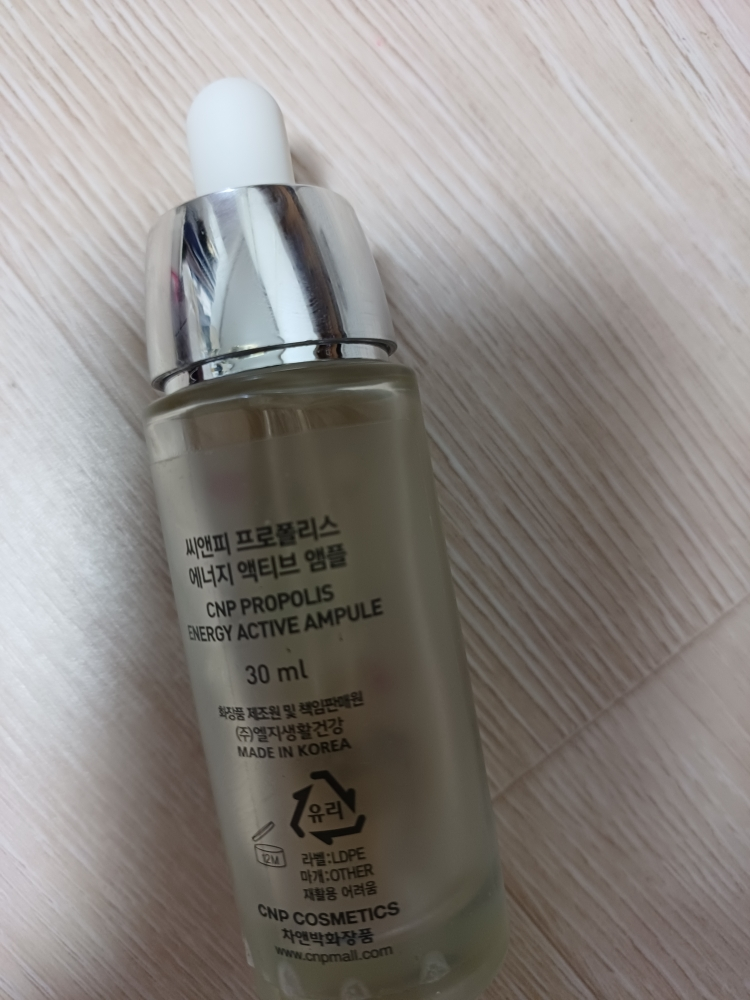 씨앤피 프로폴리스
에너지 액티브 앰플
CNP PROPOLIS
ENERGY ACTIVE AMPULE
30 ml
화장품 제조원 및 책임판매원
(주)엘지생활건강
MADE IN KOREA
유리
12M
라벨:LDPE
마개:OTHER
재활용 어려움
CNP COSMETICS
차앤박화장품
www.cnpmall.com